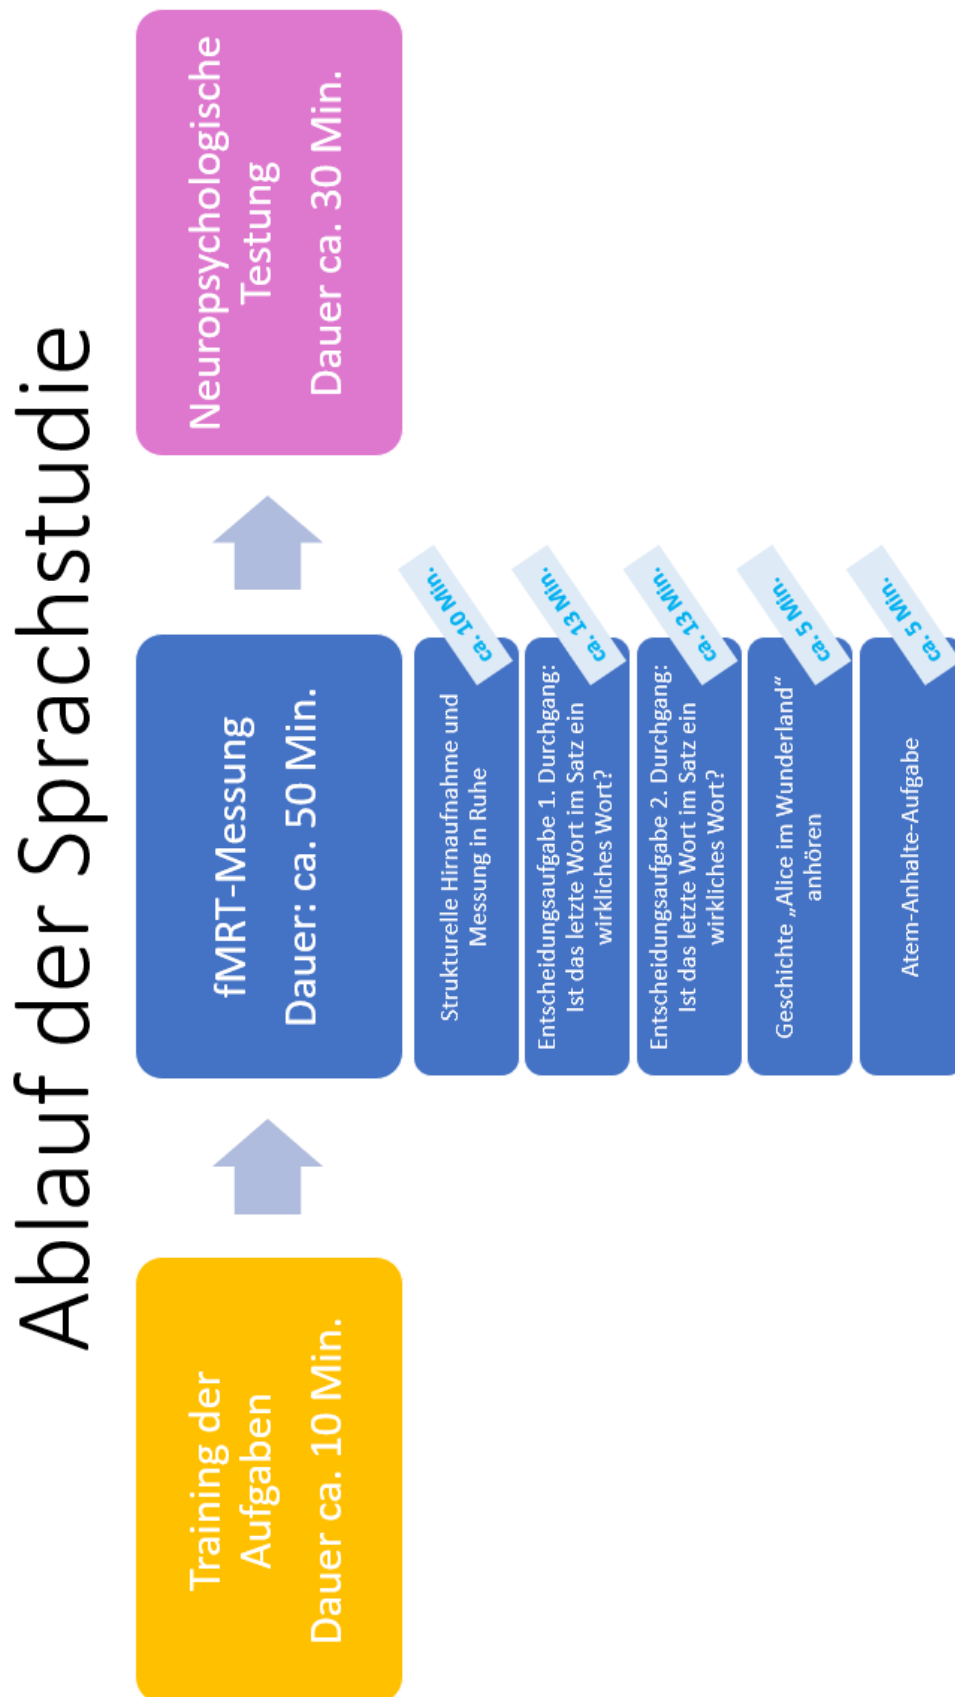 Ablauf der Sprachstudie
Training der
Aufgaben
Dauer ca. 10 Min.
fMRT-Messung
Dauer: ca. 50 Min.
Strukturelle Hirnaufnahme und
Messung in Ruhe
ca. 10 Min.
Entscheidungsaufgabe 1. Durchgang:
Ist das letzte Wort im Satz ein
wirkliches Wort?
ca. 13 Min.
Entscheidungsaufgabe 2. Durchgang:
Ist das letzte Wort im Satz ein
wirkliches Wort?
ca. 13 Min.
Geschichte „Alice im Wunderland“
anhören
ca. 5 Min.
Atem-Anhalte-Aufgabe
ca. 5 Min.
Neuropsychologische
Testung
Dauer ca. 30 Min.